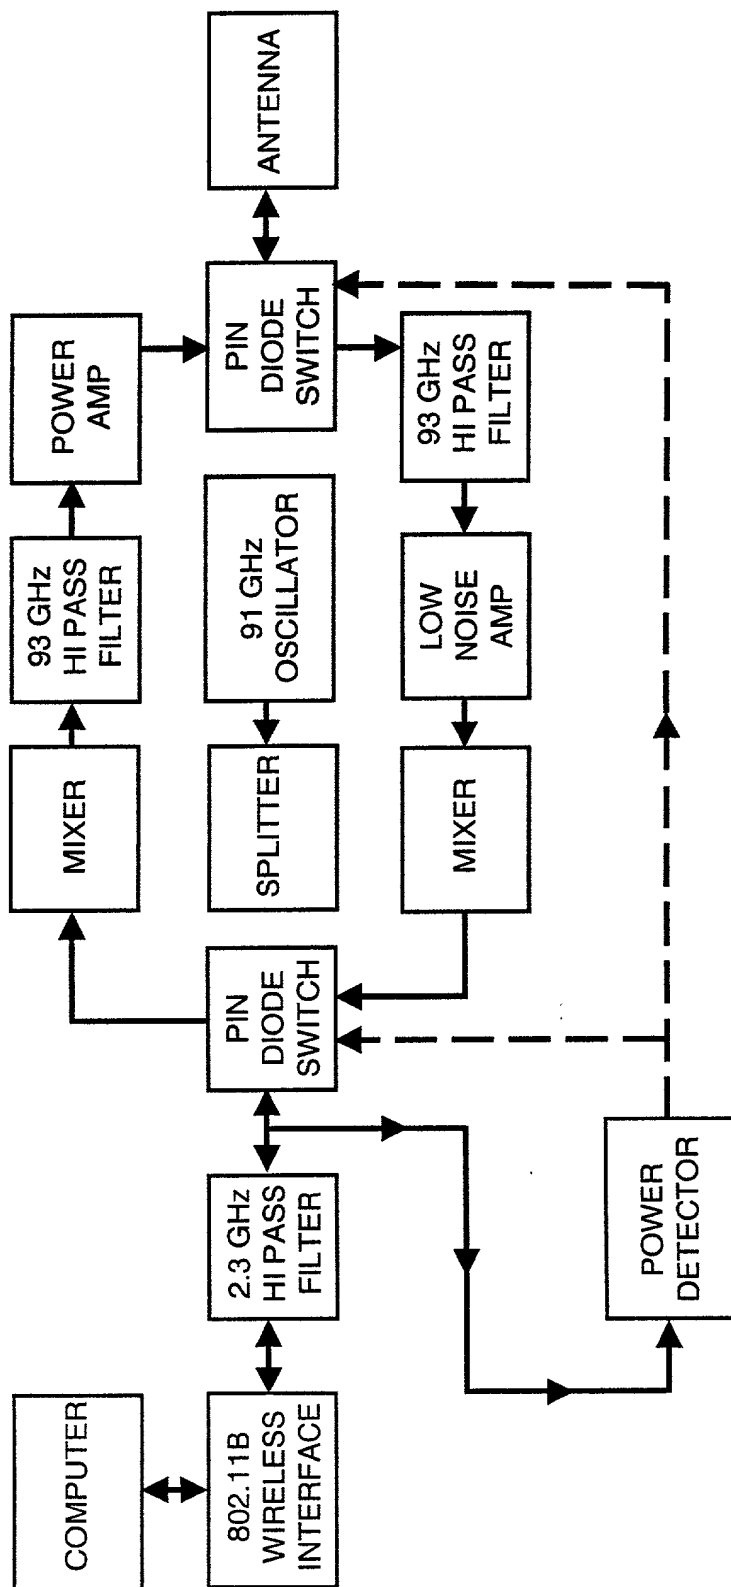 COMPUTER
802.11B
WIRELESS
INTERFACE
2.3 GHz
HI PASS
FILTER
PIN
DIODE
SWITCH
MIXER
93 GHz
HI PASS
FILTER
POWER
AMP
SPLITTER
91 GHz
OSCILLATOR
PIN
DIODE
SWITCH
ANTENNA
MIXER
LOW
NOISE
AMP
93 GHz
HI PASS
FILTER
POWER
DETECTOR